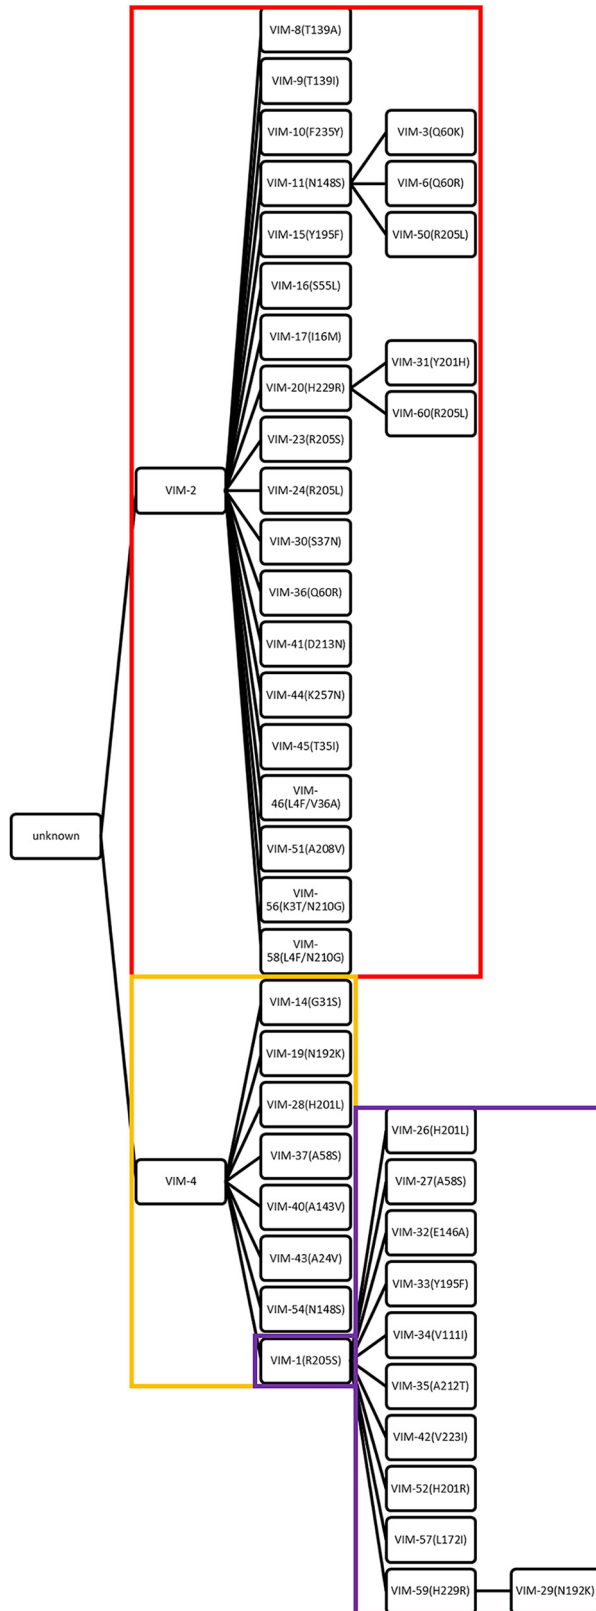 VIM-8(T139A)
VIM-9(T139I)
VIM-10(F235Y)
VIM-3(Q60K)
VIM-11(N148S)
VIM-6(Q60R)
VIM-15(Y195F)
VIM-50(R205L)
VIM-16(S55L)
VIM-17(I16M)
VIM-31(Y201H)
VIM-20(H229R)
VIM-60(R205L)
VIM-23(R205S)
VIM-2
VIM-24(R205L)
VIM-30(S37N)
VIM-36(Q60R)
VIM-41(D213N)
VIM-44(K257N)
VIM-45(T35I)
VIM-
46(L4F/V36A)
unknown
VIM-51(A208V)
VIM-
56(K3T/N210G)
VIM-
58(L4F/N210G)
VIM-14(G31S)
VIM-19(N192K)
VIM-28(H201L)
VIM-26(H201L)
VIM-37(A58S)
VIM-4
VIM-27(A58S)
VIM-40(A143V)
VIM-32(E146A)
VIM-43(A24V)
VIM-33(Y195F)
VIM-54(N148S)
VIM-34(V111I)
VIM-1(R205S)
VIM-35(A212T)
VIM-42(V223I)
VIM-52(H201R)
VIM-57(L172I)
VIM-59(H229R)
VIM-29(N192K)